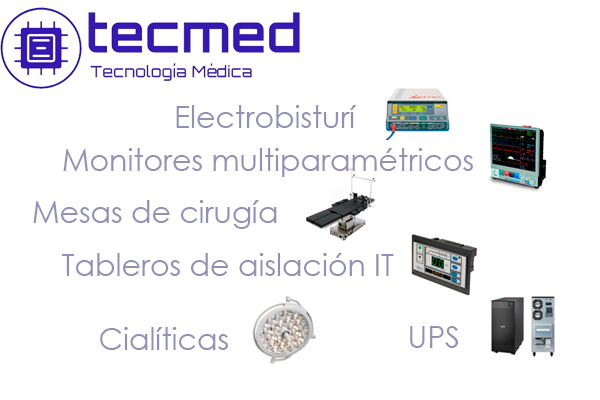 tecmed
Tecnología Médica
Electrobisturí
Monitores multiparamétricos
Mesas de cirugía
Tableros de aislación IT
Cialíticas
UPS